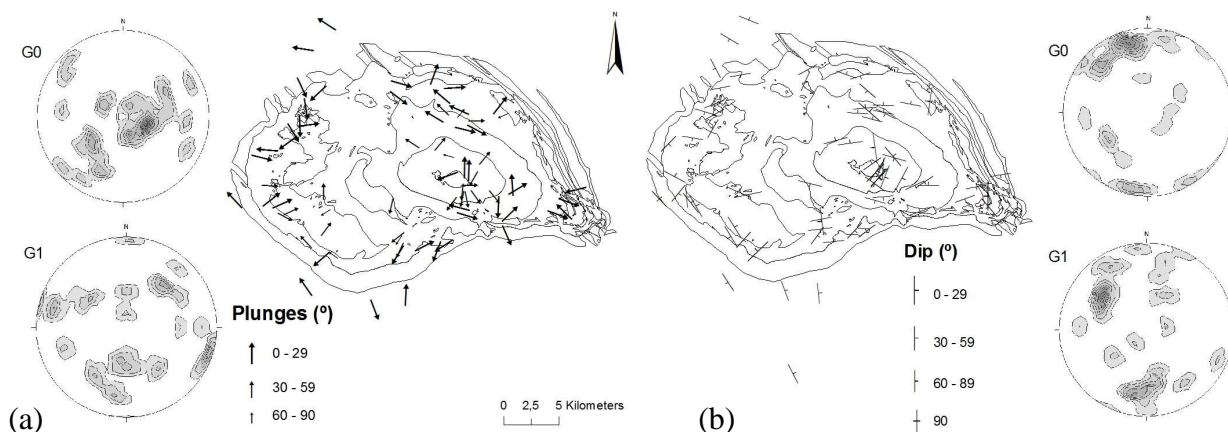 N
G0
N
G1
Plunges (º)
0 - 29
30 - 59
60 - 90
(a)
0 2,5 5 Kilometers
N
G0
N
G1
Dip (º)
0 - 29
30 - 59
60 - 89
90
(b)